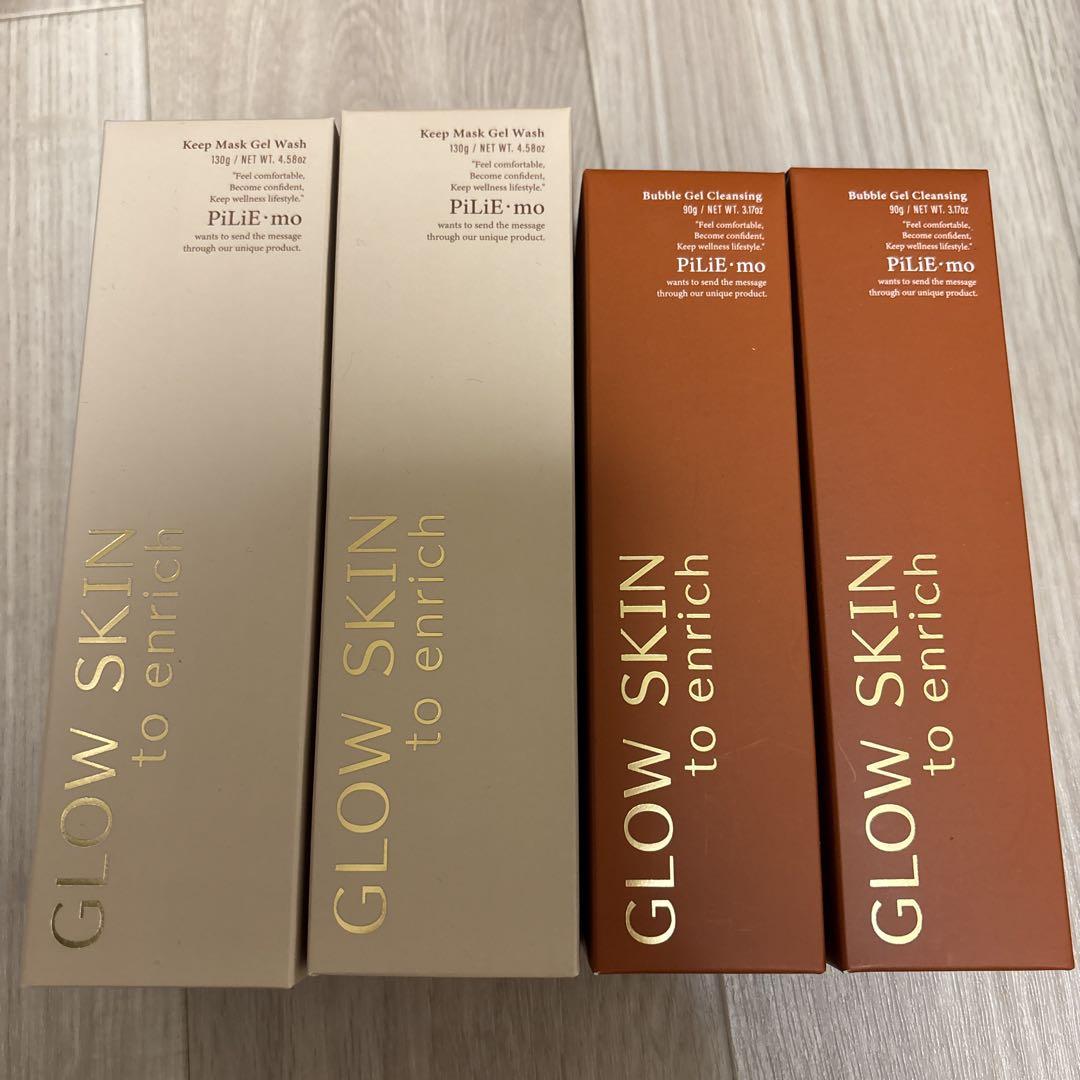 Keep Mask Gel Wash
130g / NET WT. 4.58oz
"Feel comfortable,
Become confident,
Keep wellness lifestyle."
PiLiE·mo
wants to send the message
through our unique product.
GLOW SKIN
to enrich
Keep Mask Gel Wash
130g / NET WT. 4.58oz
"Feel comfortable,
Become confident,
Keep wellness lifestyle."
PiLiE·mo
wants to send the message
through our unique product.
GLOW SKIN
to enrich
Bubble Gel Cleansing
90g / NET WT. 3.17oz
"Feel comfortable,
Become confident,
Keep wellness lifestyle."
PiLiE·mo
wants to send the message
through our unique product.
GLOW SKIN
to enrich
Bubble Gel Cleansing
90g / NET WT. 3.17oz
"Feel comfortable,
Become confident,
Keep wellness lifestyle."
PiLiE·mo
wants to send the message
through our unique product.
GLOW SKIN
to enrich